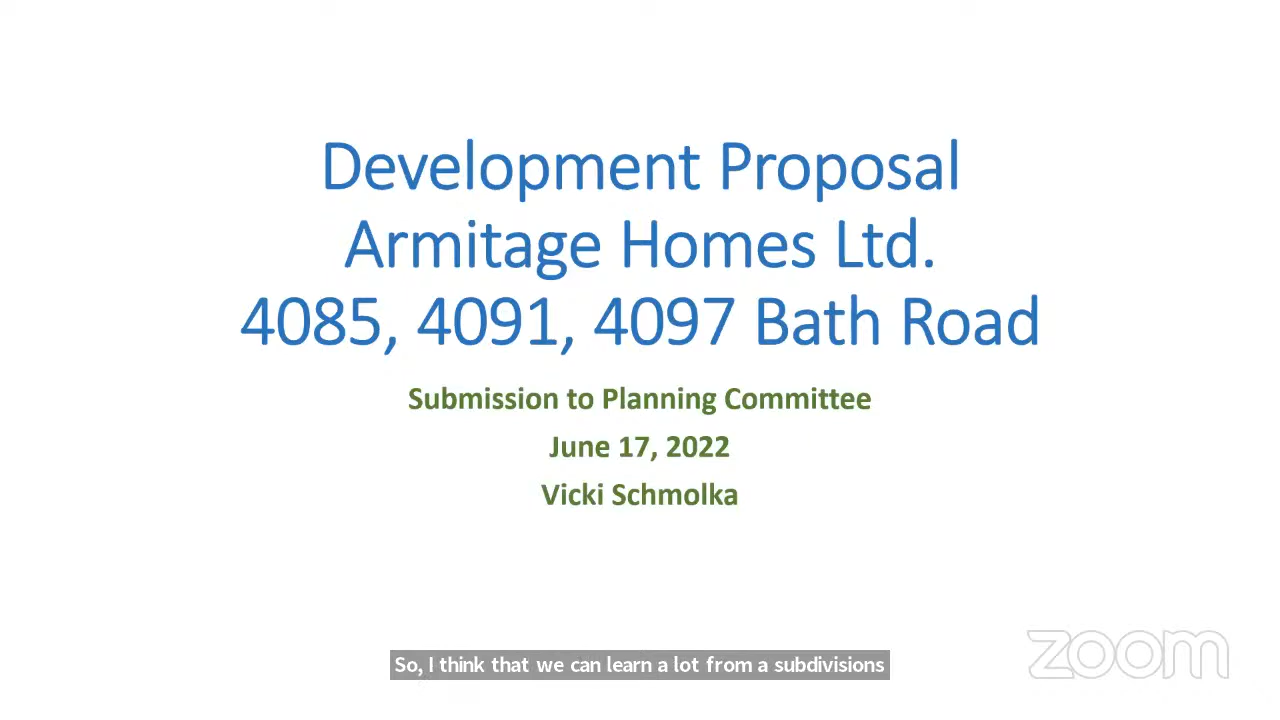 Development Proposal
Armitage Homes Ltd.
4085, 4091, 4097 Bath Road
Submission to Planning Committee
June 17, 2022
Vicki Schmolka
So, I think that we can learn a lot from a subdivisions
zoom